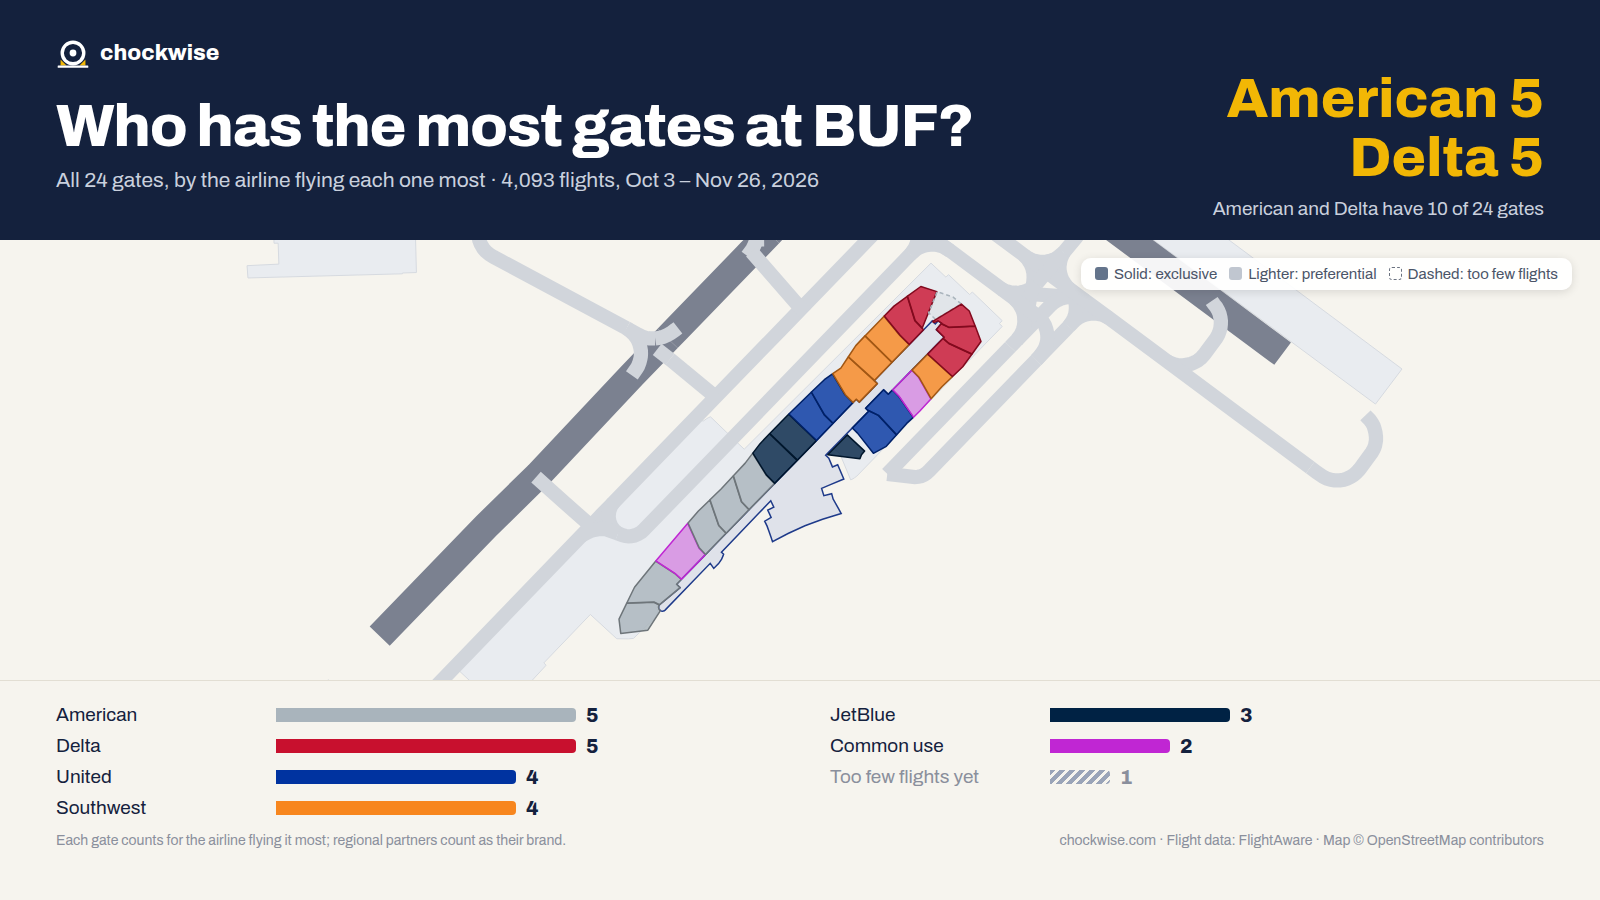 chockwise
Who has the most gates at BUF?
All 24 gates, by the airline flying each one most · 4,093 flights, Oct 3 – Nov 26, 2026
American 5
Delta 5
American and Delta have 10 of 24 gates
Solid: exclusive
Lighter: preferential
Dashed: too few flights
American 5
Delta 5
United 4
Southwest 4
JetBlue 3
Common use 2
Too few flights yet 1
Each gate counts for the airline flying it most; regional partners count as their brand.
chockwise.com · Flight data: FlightAware · Map © OpenStreetMap contributors